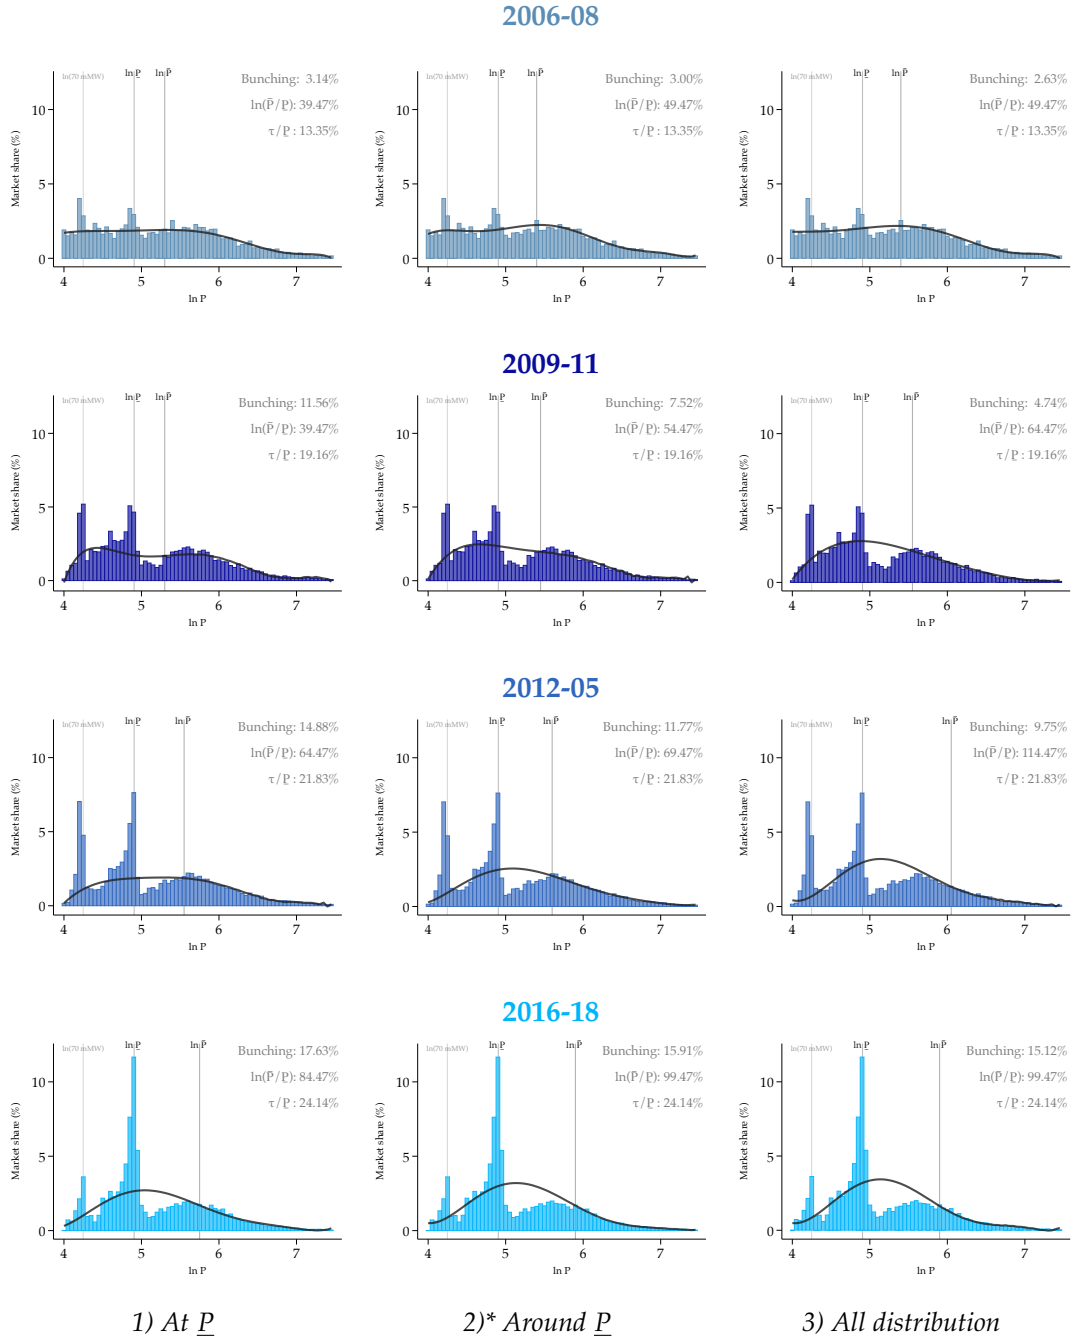 2006-08
ln(70 mMW) ln P̲ ln P̄
Bunching: 3.14%
ln(P̄/P̲): 39.47%
τ/P̲ : 13.35%
Market share (%)
10
5
0
4 5 6 7
ln P
ln P̲ ln P̄
Bunching: 3.00%
ln(P̄/P̲): 49.47%
τ/P̲ : 13.35%
Market share (%)
10
5
0
4 5 6 7
ln P
ln(70 mMW) ln P̲ ln P̄
Bunching: 2.63%
ln(P̄/P̲): 49.47%
τ/P̲ : 13.35%
Market share (%)
10
5
0
4 5 6 7
ln P
2009-11
ln(70 mMW) ln P̲ ln P̄
Bunching: 11.56%
ln(P̄/P̲): 39.47%
τ/P̲ : 19.16%
Market share (%)
10
5
0
4 5 6 7
ln P
ln(70 mMW) ln P̲ ln P̄
Bunching: 7.52%
ln(P̄/P̲): 54.47%
τ/P̲ : 19.16%
Market share (%)
10
5
0
4 5 6 7
ln P
ln(70 mMW) ln P̲ ln P̄
Bunching: 4.74%
ln(P̄/P̲): 64.47%
τ/P̲ : 19.16%
Market share (%)
10
5
0
4 5 6 7
ln P
2012-05
ln(70 mMW) ln P̲ ln P̄
Bunching: 14.88%
ln(P̄/P̲): 64.47%
τ/P̲ : 21.83%
Market share (%)
10
5
0
4 5 6 7
ln P
ln(70 mMW) ln P̲ ln P̄
Bunching: 11.77%
ln(P̄/P̲): 69.47%
τ/P̲ : 21.83%
Market share (%)
10
5
0
4 5 6 7
ln P
ln(70 mMW) ln P̲ ln P̄
Bunching: 9.75%
ln(P̄/P̲): 114.47%
τ/P̲ : 21.83%
Market share (%)
10
5
0
4 5 6 7
ln P
2016-18
ln(70 mMW) ln P̲ ln P̄
Bunching: 17.63%
ln(P̄/P̲): 84.47%
τ/P̲ : 24.14%
Market share (%)
10
5
0
4 5 6 7
ln P
ln(70 mMW) ln P̲ ln P̄
Bunching: 15.91%
ln(P̄/P̲): 99.47%
τ/P̲ : 24.14%
Market share (%)
10
5
0
4 5 6 7
ln P
ln(70 mMW) ln P̲ ln P̄
Bunching: 15.12%
ln(P̄/P̲): 99.47%
τ/P̲ : 24.14%
Market share (%)
10
5
0
4 5 6 7
ln P
1) At P̲
2)* Around P̲
3) All distribution